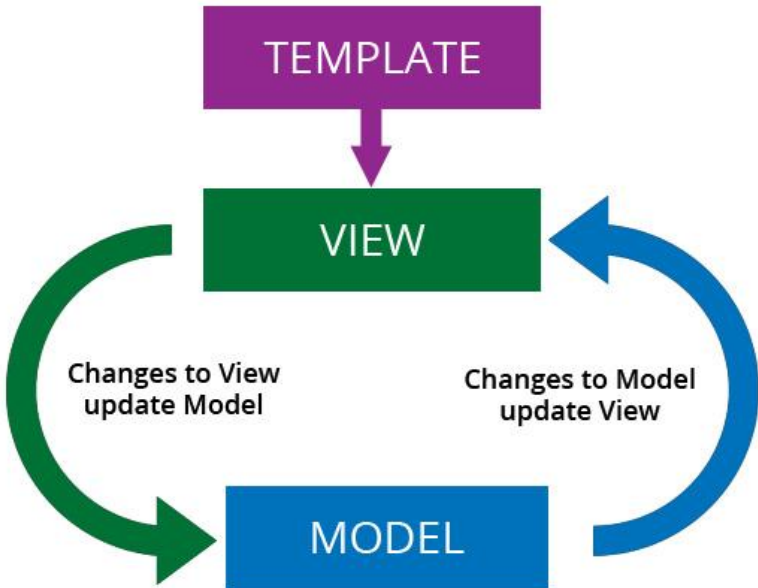 TEMPLATE
VIEW
Changes to View
update Model
Changes to Model
update View
MODEL